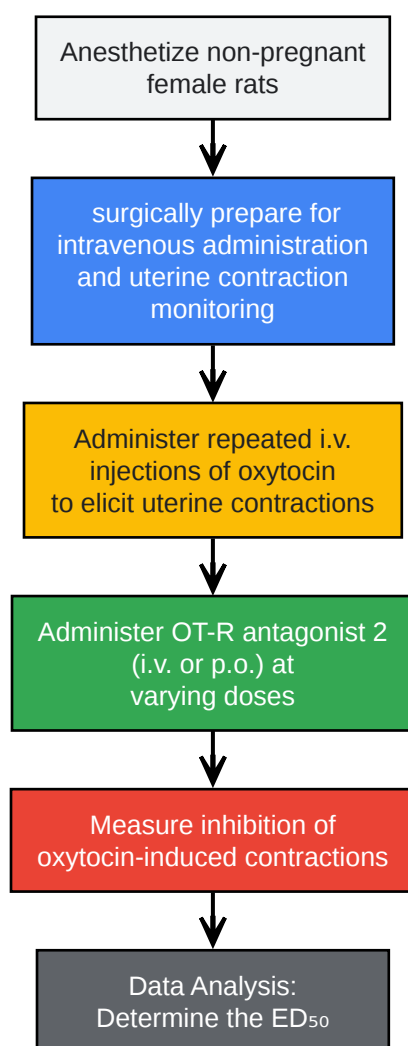 Anesthetize non-pregnant
female rats
surgically prepare for
intravenous administration
and uterine contraction
monitoring
Administer repeated i.v.
injections of oxytocin
to elicit uterine contractions
Administer OT-R antagonist 2
(i.v. or p.o.) at
varying doses
Measure inhibition of
oxytocin-induced contractions
Data Analysis:
Determine the ED₅₀